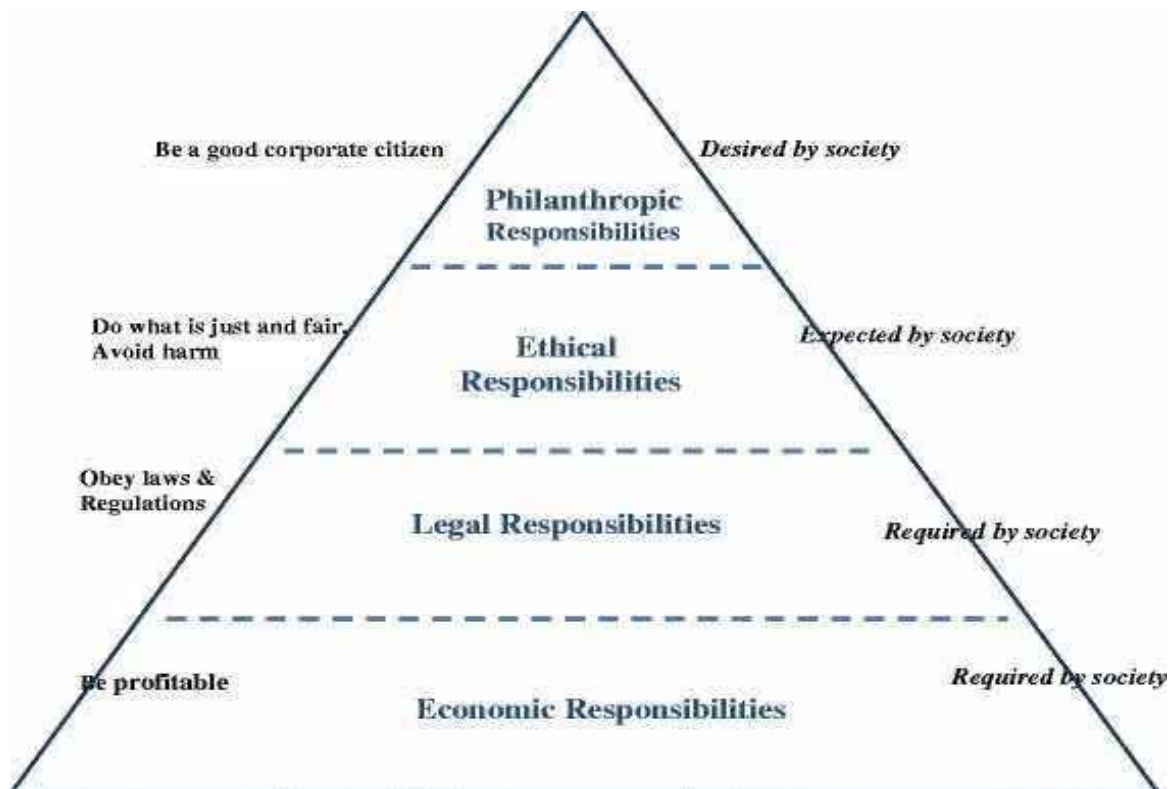 Be a good corporate citizen
Desired by society
Philanthropic
Responsibilities
Do what is just and fair,
Avoid harm
Expected by society
Ethical
Responsibilities
Obey laws &
Regulations
Legal Responsibilities
Required by society
Be profitable
Required by society
Economic Responsibilities